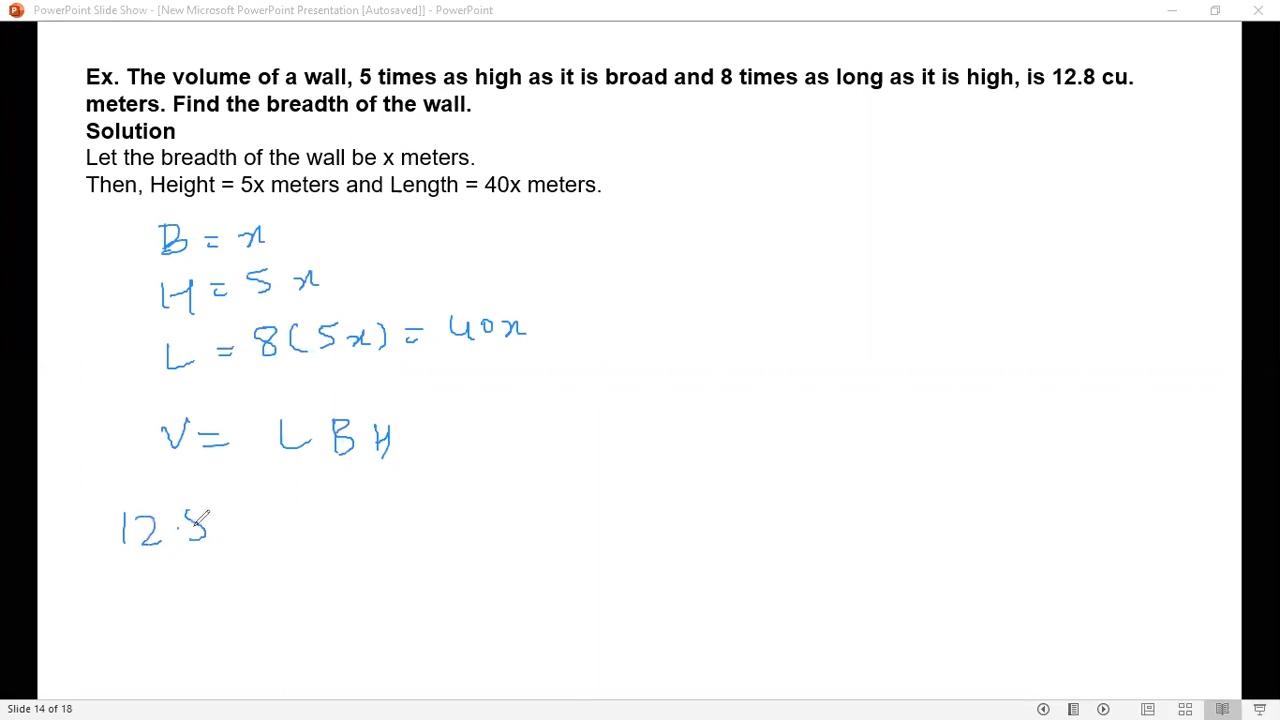 PowerPoint Slide Show - [New Microsoft PowerPoint Presentation [Autosaved]] - PowerPoint
Ex. The volume of a wall, 5 times as high as it is broad and 8 times as long as it is high, is 12.8 cu.
meters. Find the breadth of the wall.
Solution
Let the breadth of the wall be x meters.
Then, Height = 5x meters and Length = 40x meters.
B = x
H = 5 x
L = 8(5x) = 40x
V = L B H
Slide 14 of 18